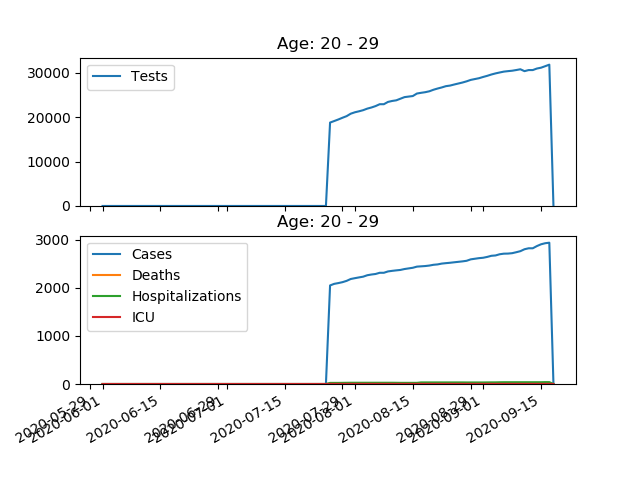 Age: 20 - 29
30000
20000
10000
0
Tests
Age: 20 - 29
3000
2000
1000
0
Cases
Deaths
Hospitalizations
ICU
2020-05-29
2020-06-01
2020-06-15
2020-06-29
2020-07-01
2020-07-15
2020-07-29
2020-08-01
2020-08-15
2020-08-29
2020-09-01
2020-09-15